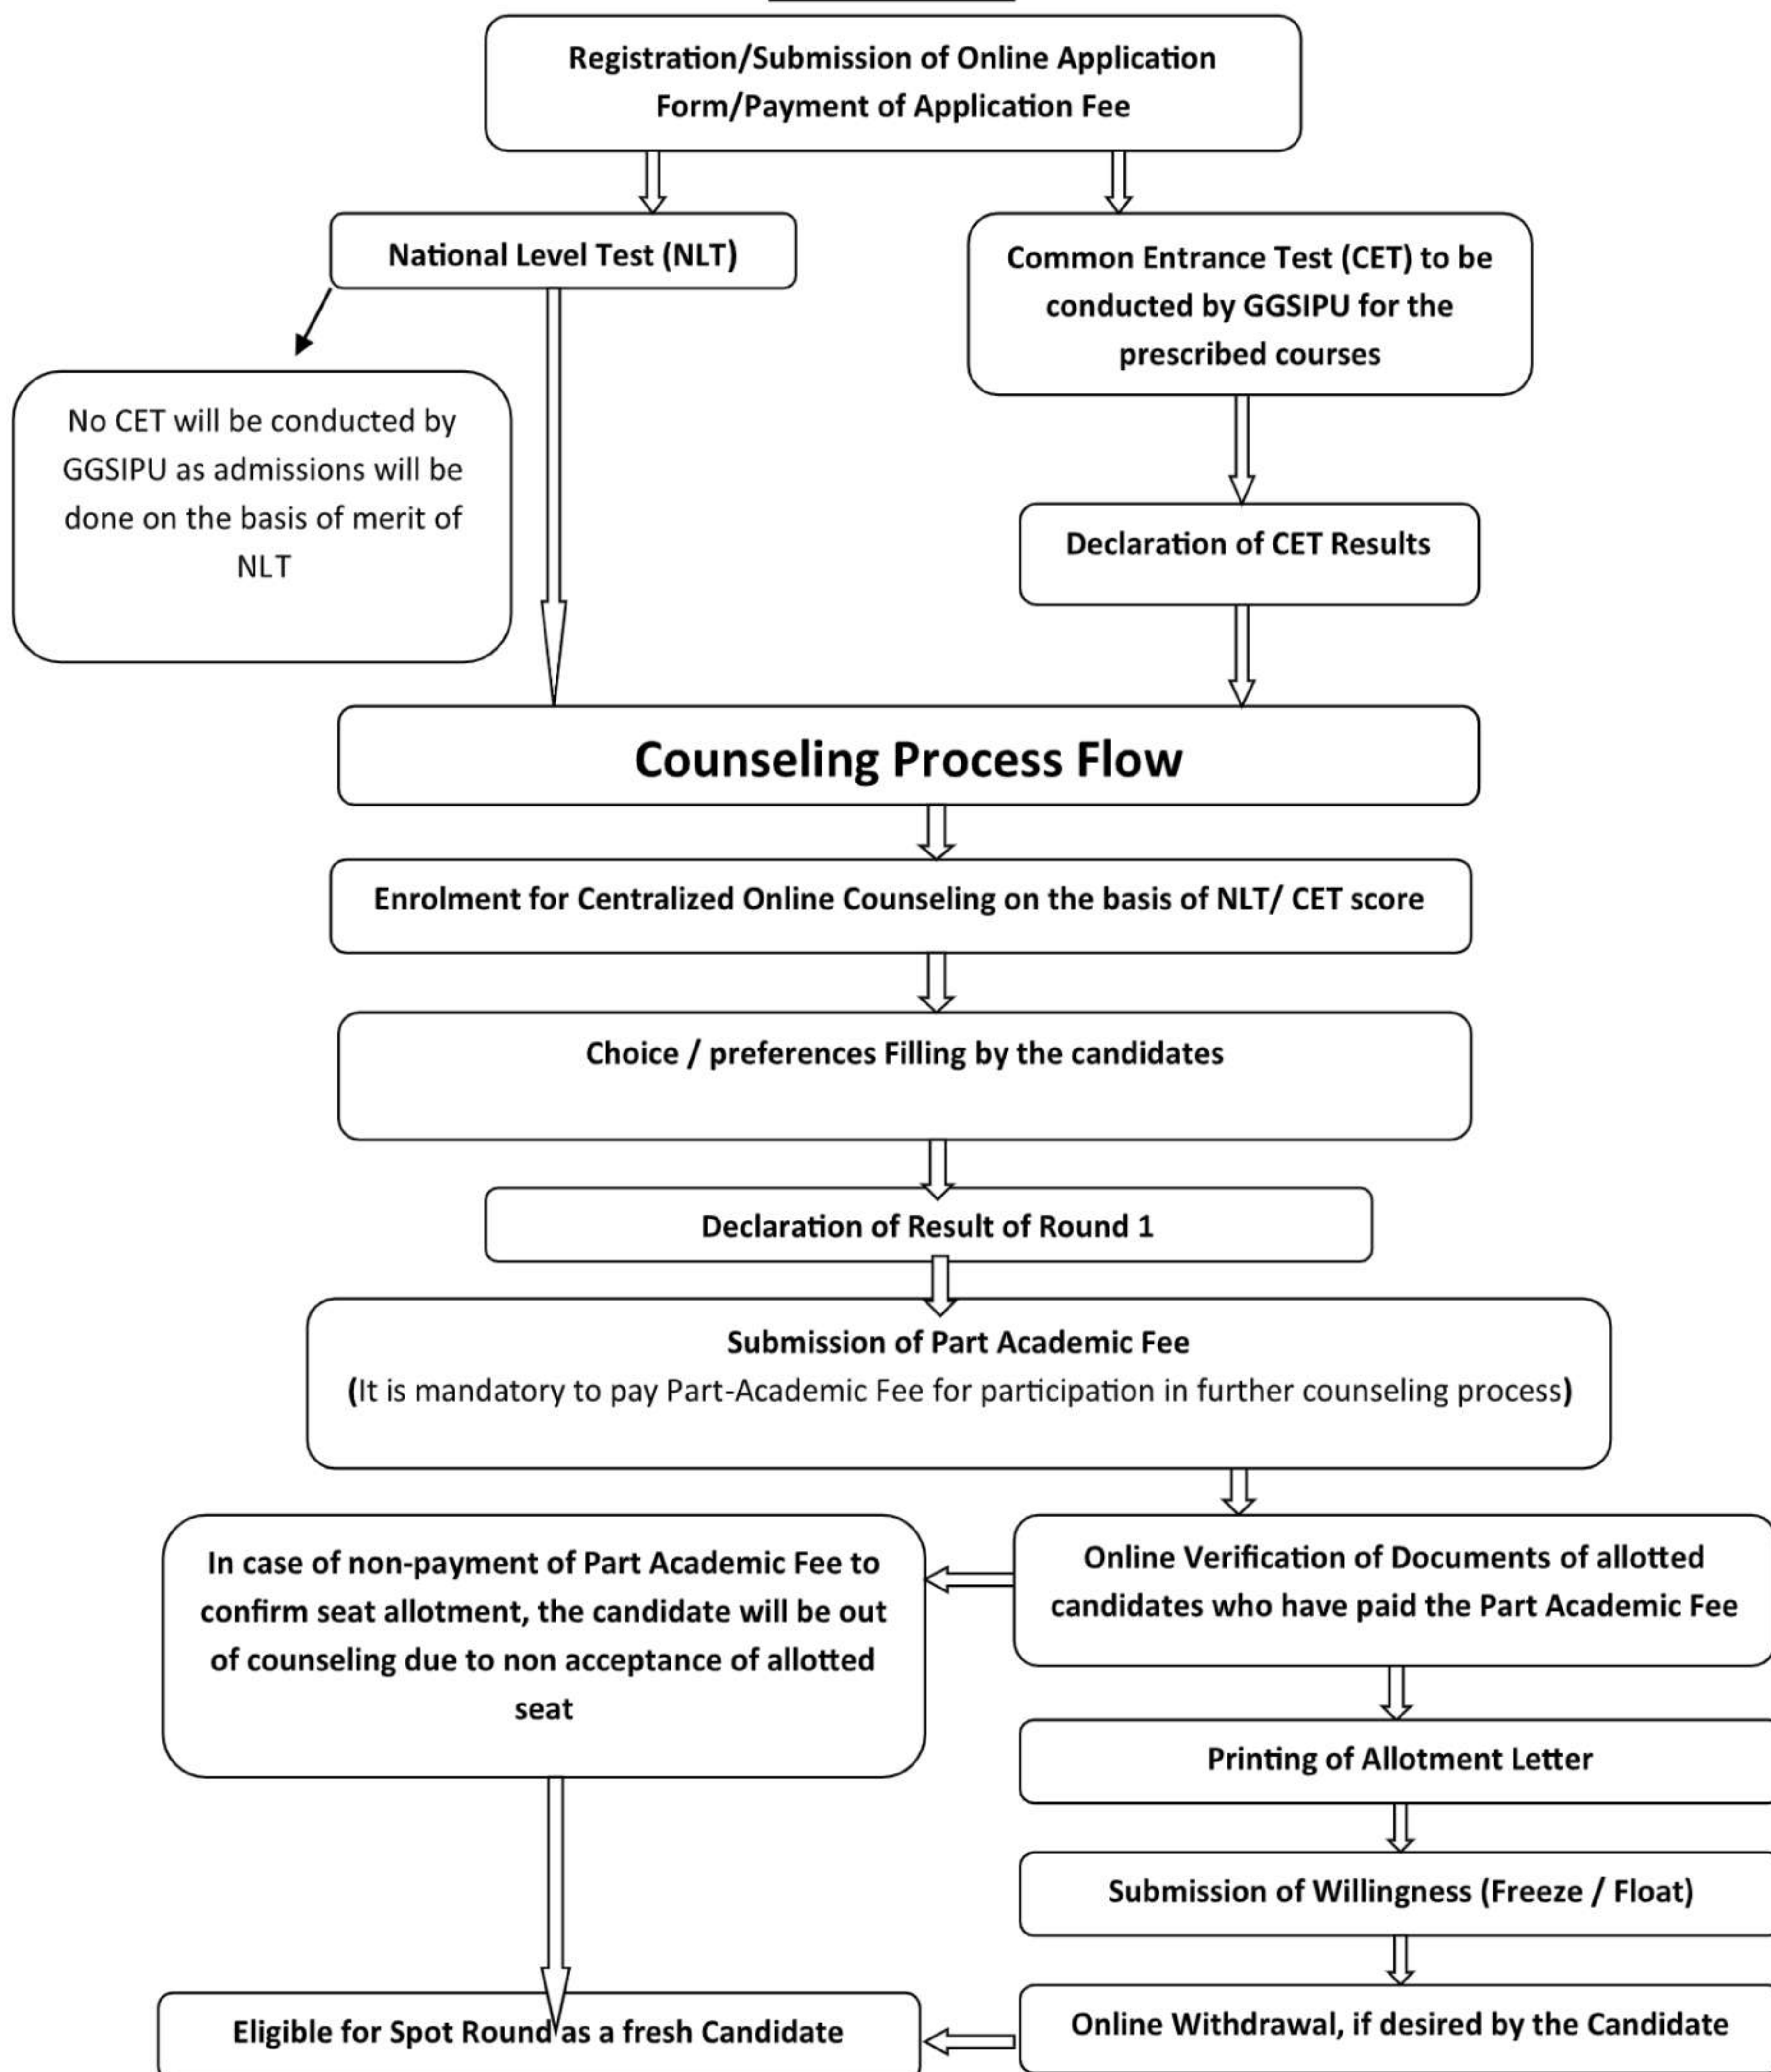 Registration/Submission of Online Application
Form/Payment of Application Fee
National Level Test (NLT)
Common Entrance Test (CET) to be
conducted by GGSIPU for the
prescribed courses
No CET will be conducted by
GGSIPU as admissions will be
done on the basis of merit of
NLT
Declaration of CET Results
Counseling Process Flow
Enrolment for Centralized Online Counseling on the basis of NLT/ CET score
Choice / preferences Filling by the candidates
Declaration of Result of Round 1
Submission of Part Academic Fee
(It is mandatory to pay Part-Academic Fee for participation in further counseling process)
In case of non-payment of Part Academic Fee to
confirm seat allotment, the candidate will be out
of counseling due to non acceptance of allotted
seat
Online Verification of Documents of allotted
candidates who have paid the Part Academic Fee
Printing of Allotment Letter
Submission of Willingness (Freeze / Float)
Eligible for Spot Round as a fresh Candidate
Online Withdrawal, if desired by the Candidate